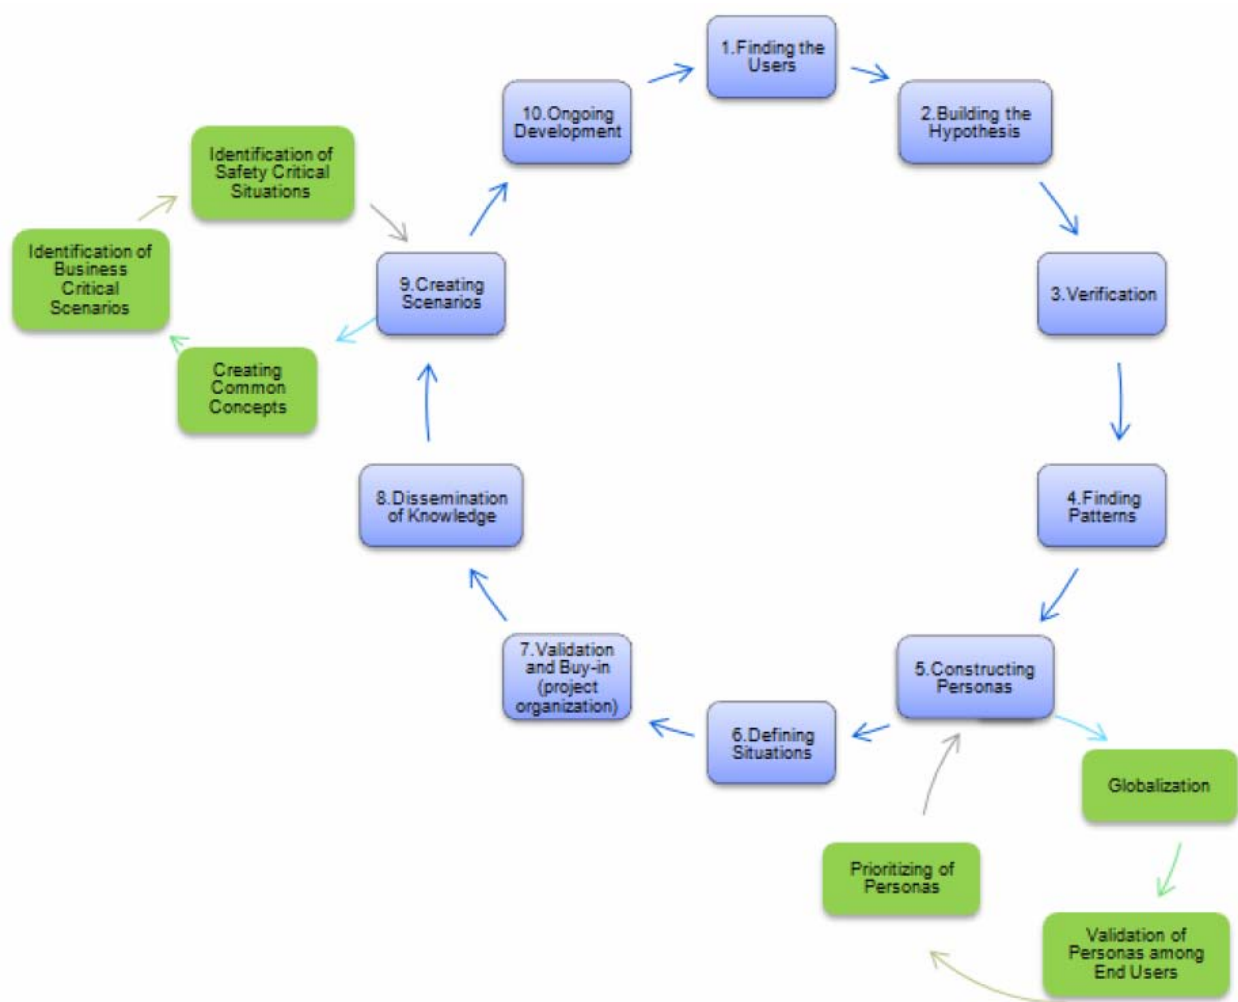 1.Finding the
Users
2.Building the
Hypothesis
3.Verification
4.Finding
Patterns
5.Constructing
Personas
Globalization
Validation of
Personas among
End Users
Prioritizing of
Personas
6.Defining
Situations
7.Validation
and Buy-in
(project
organization)
8.Dissemination
of Knowledge
9.Creating
Scenarios
Creating
Common
Concepts
Identification of
Business
Critical
Scenarios
Identification of
Safety Critical
Situations
10.Ongoing
Development